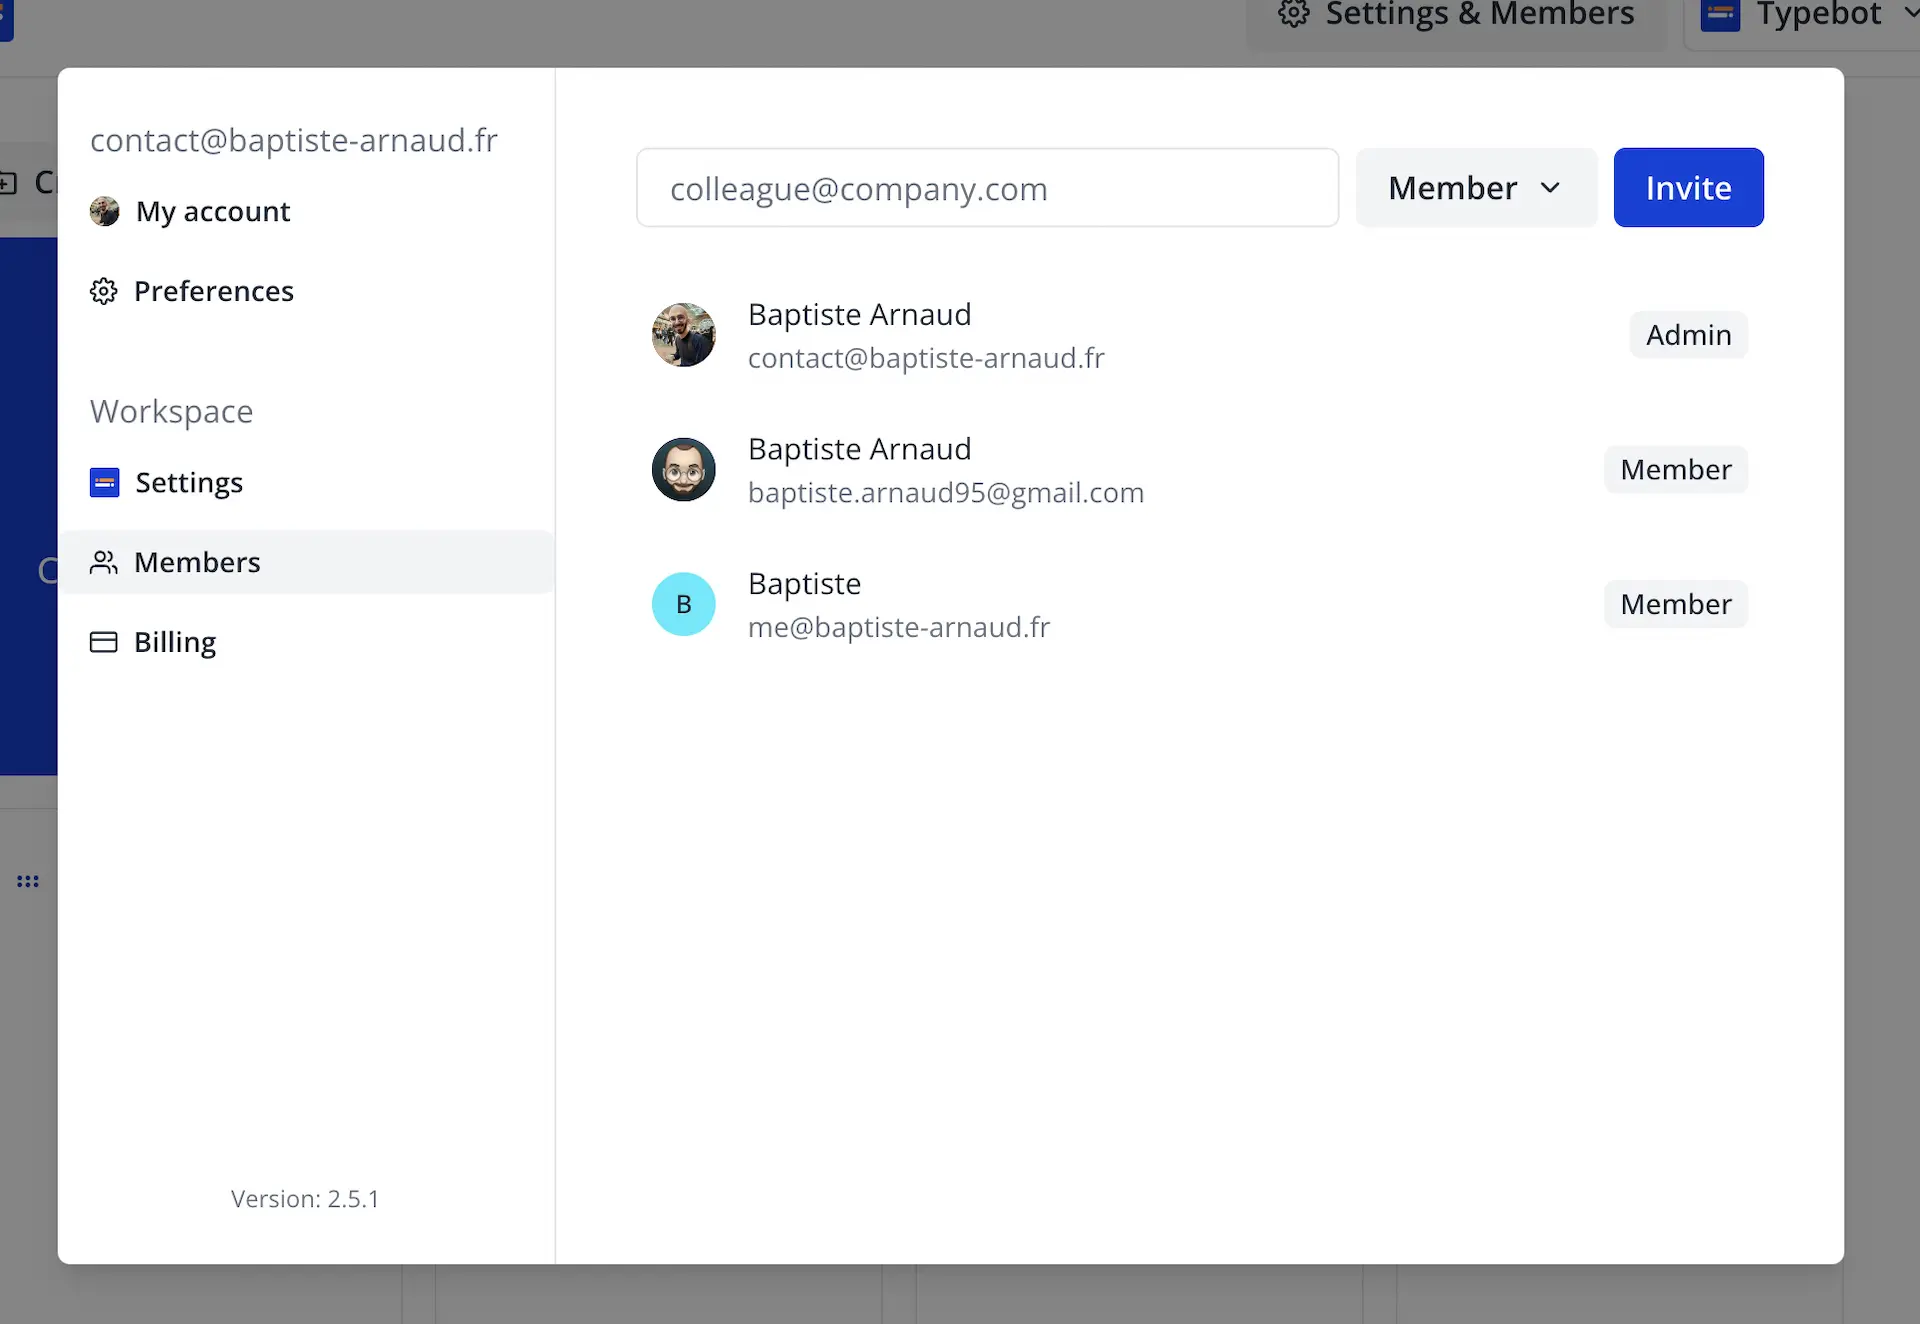 Settings & Members
Typebot
contact@baptiste-arnaud.fr
My account
Preferences
Workspace
Settings
Members
Billing
Version: 2.5.1
colleague@company.com
Member
Invite
Baptiste Arnaud
contact@baptiste-arnaud.fr
Admin
Baptiste Arnaud
baptiste.arnaud95@gmail.com
Member
B
Baptiste
me@baptiste-arnaud.fr
Member